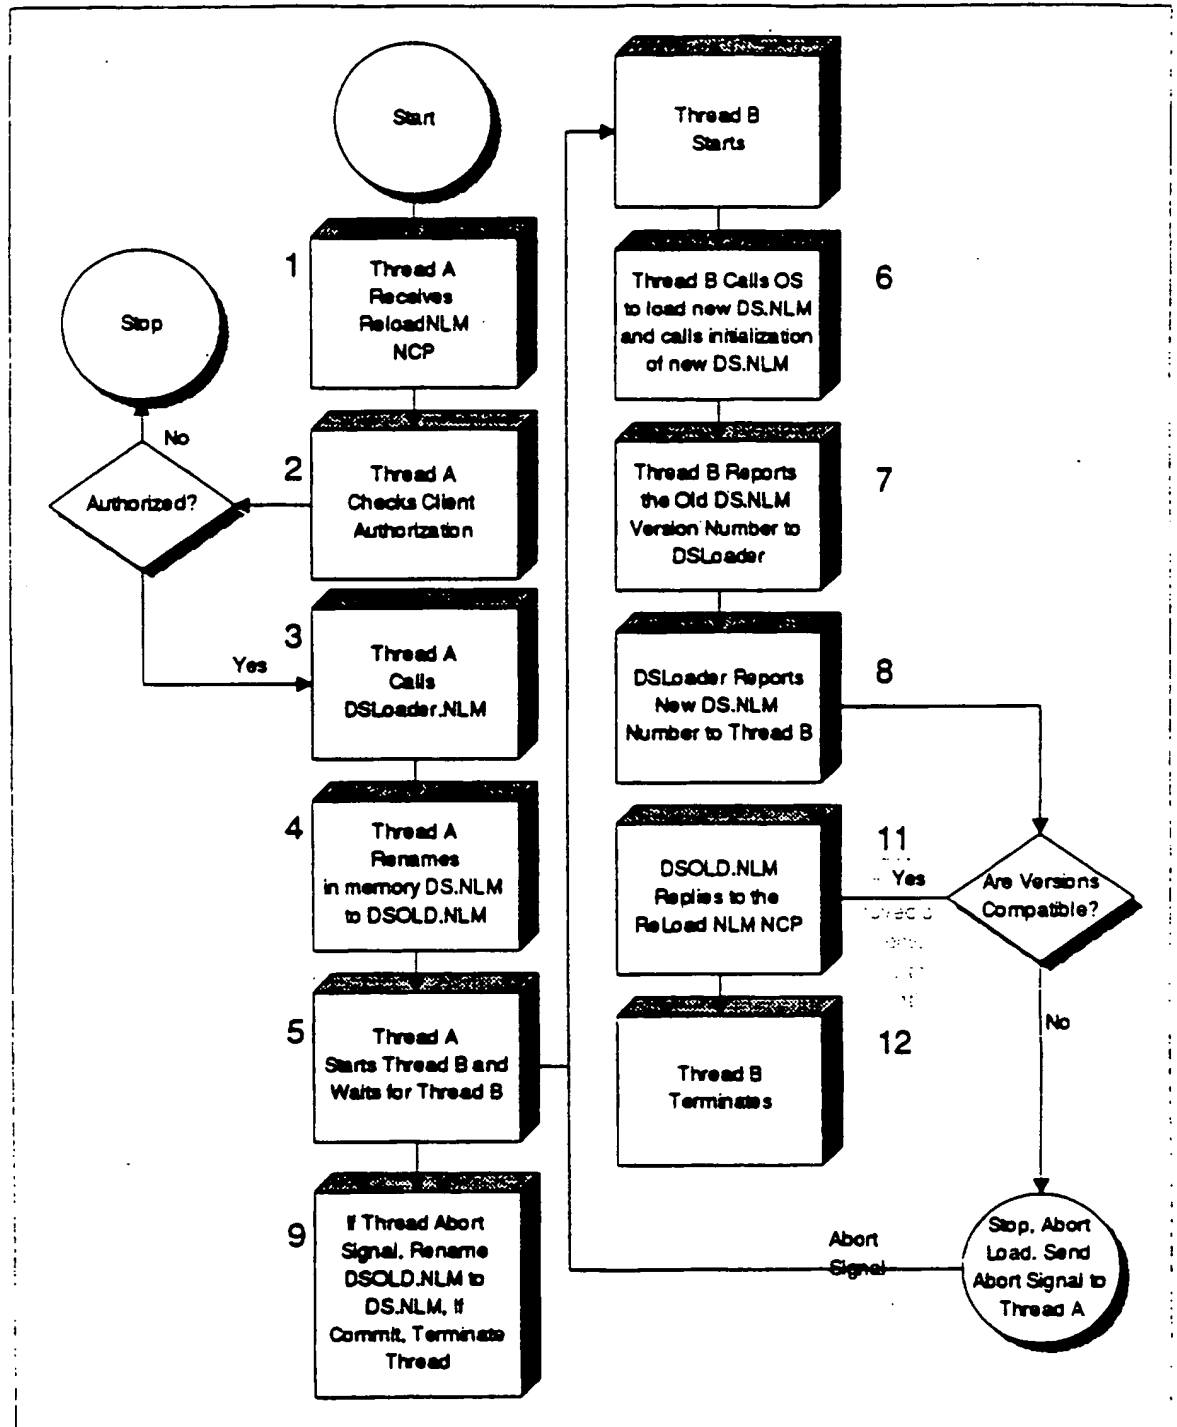 Start
1
Thread A
Receives
ReloadNLM
NCP
Stop
No
2
Thread A
Checks Client
Authorization
Authorized?
Yes
3
Thread A
Calls
DSLoader.NLM
4
Thread A
Renames
in memory DS.NLM
to DSOLD.NLM
5
Thread A
Starts Thread B and
Waits for Thread B
9
If Thread Abort
Signal, Rename
DSOLD.NLM to
DS.NLM, If
Commit, Terminate
Thread
Thread B
Starts
6
Thread B Calls OS
to load new DS.NLM
and calls initialization
of new DS.NLM
7
Thread B Reports
the Old DS.NLM
Version Number to
DSLoader
8
DSLoader Reports
New DS.NLM
Number to Thread B
Are Versions
Compatible?
11
Yes
DSOLD.NLM
Replies to the
ReLoad NLM NCP
12
Thread B
Terminates
No
Stop, Abort
Load. Send
Abort Signal to
Thread A
Abort
Signal